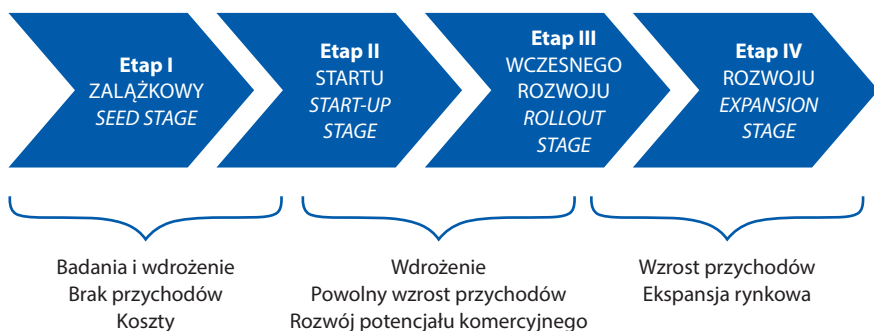 Etap I
ZALĄŻKOWY
SEED STAGE
Etap II
STARTU
START-UP
STAGE
Etap III
WCZESNEGO
ROZWOJU
ROLLOUT
STAGE
Etap IV
ROZWOJU
EXPANSION
STAGE
Badania i wdrożenie
Brak przychodów
Koszty
Wdrożenie
Powolny wzrost przychodów
Rozwój potencjału komercyjnego
Wzrost przychodów
Ekspansja rynkowa